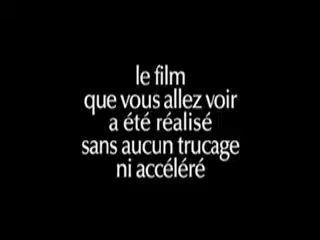 le film
que vous allez voir
a été réalisé
sans aucun trucage
ni accéléré